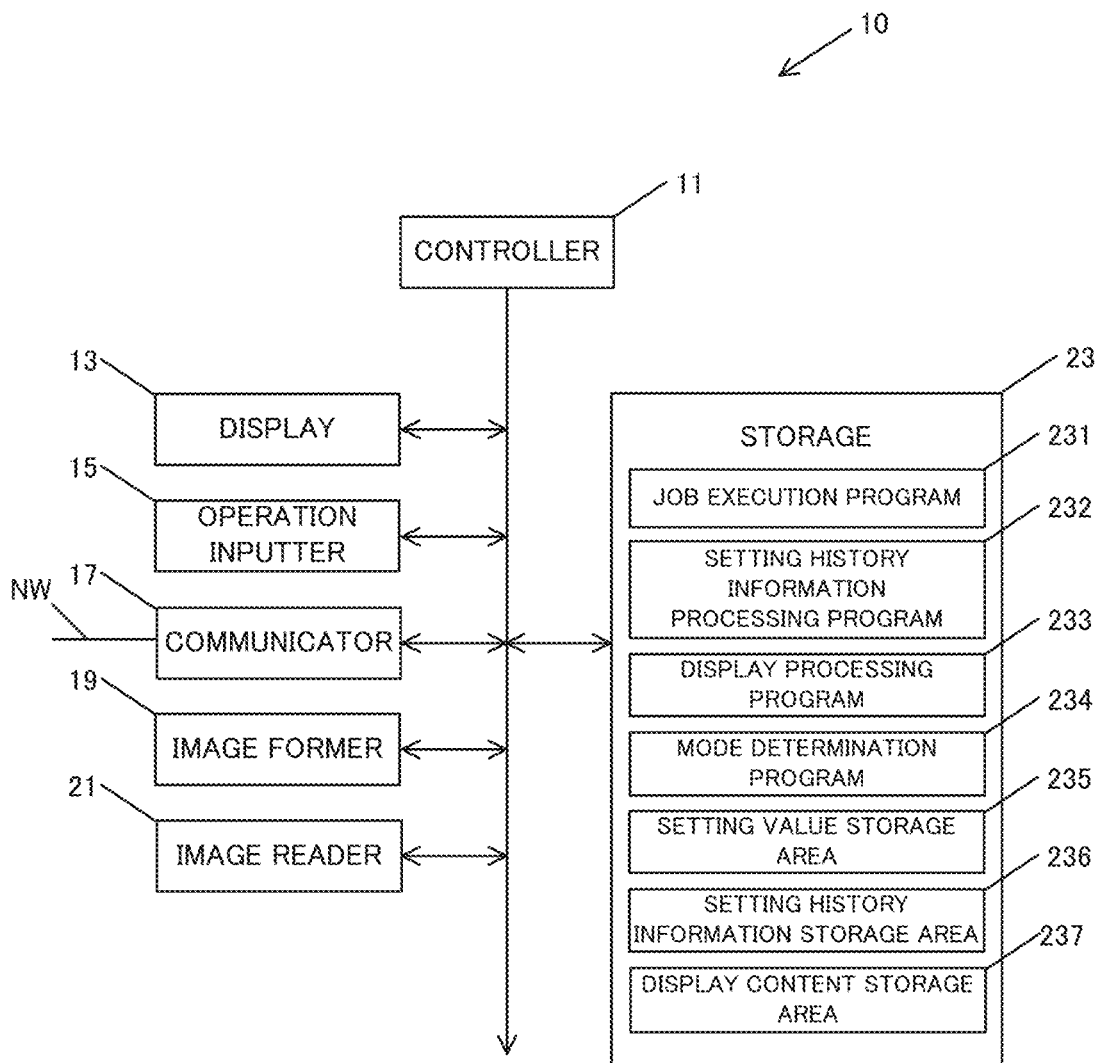 10
11
CONTROLLER
13
DISPLAY
15
OPERATION
INPUTTER
17
NW
COMMUNICATOR
19
IMAGE FORMER
21
IMAGE READER
23
STORAGE
231
JOB EXECUTION PROGRAM
232
SETTING HISTORY
INFORMATION
PROCESSING PROGRAM
233
DISPLAY PROCESSING
PROGRAM
234
MODE DETERMINATION
PROGRAM
235
SETTING VALUE STORAGE
AREA
236
SETTING HISTORY
INFORMATION STORAGE AREA
237
DISPLAY CONTENT STORAGE
AREA